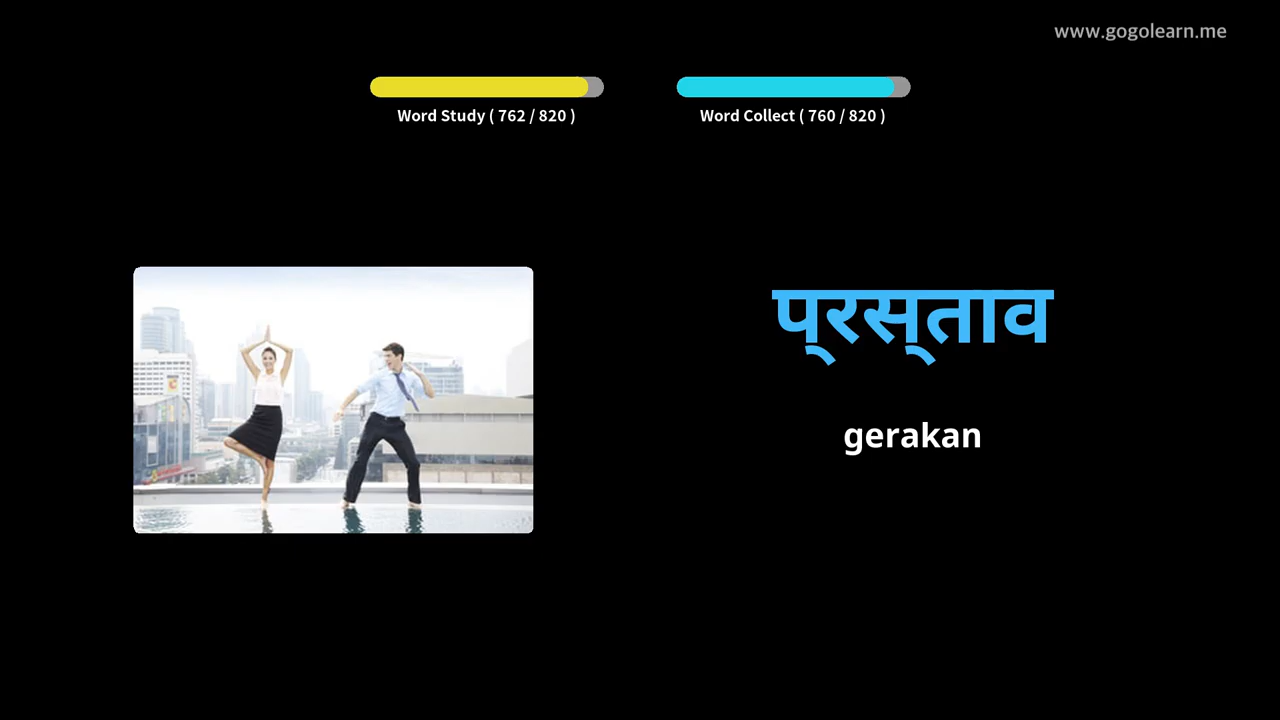 www.gogolearn.me
Word Study ( 762 / 820 )
Word Collect ( 760 / 820 )
प्रस्ताव
gerakan